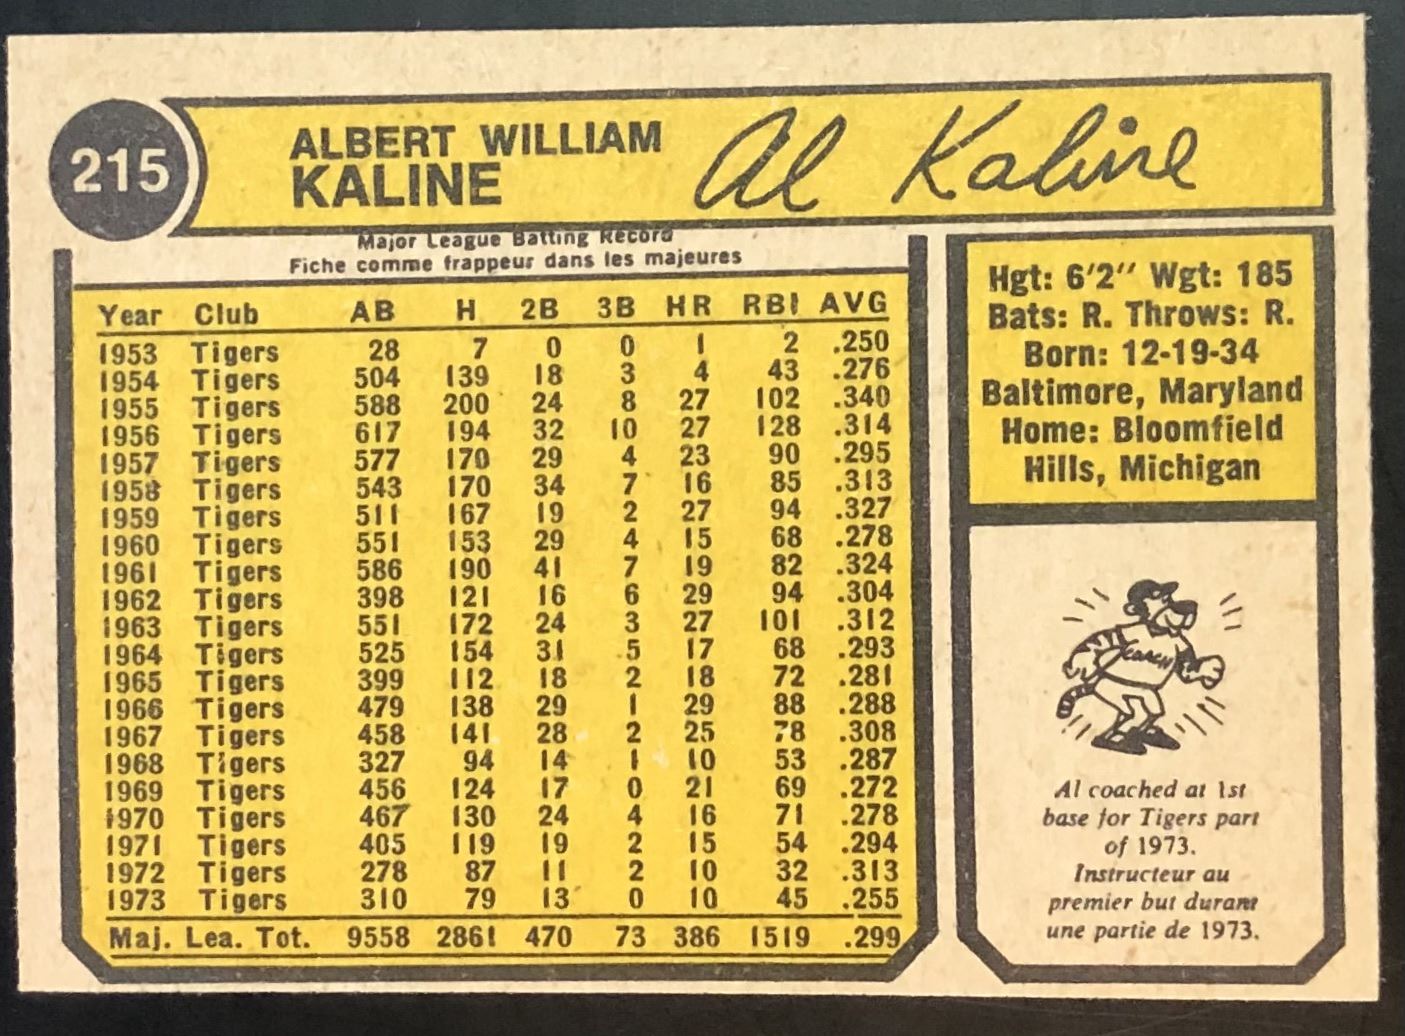 215
ALBERT WILLIAM
KALINE
Al Kaline
Major League Batting Record
Fiche comme frappeur dans les majeures
Year Club AB H 2B 3B HR RBI AVG
1953 Tigers 28 7 0 0 1 2 .250
1954 Tigers 504 139 18 3 4 43 .276
1955 Tigers 588 200 24 8 27 102 .340
1956 Tigers 617 194 32 10 27 128 .314
1957 Tigers 577 170 29 4 23 90 .295
1958 Tigers 543 170 34 7 16 85 .313
1959 Tigers 511 167 19 2 27 94 .327
1960 Tigers 551 153 29 4 15 68 .278
1961 Tigers 586 190 41 7 19 82 .324
1962 Tigers 398 121 16 6 29 94 .304
1963 Tigers 551 172 24 3 27 101 .312
1964 Tigers 525 154 31 5 17 68 .293
1965 Tigers 399 112 18 2 18 72 .281
1966 Tigers 479 138 29 1 29 88 .288
1967 Tigers 458 141 28 2 25 78 .308
1968 Tigers 327 94 14 1 10 53 .287
1969 Tigers 456 124 17 0 21 69 .272
1970 Tigers 467 130 24 4 16 71 .278
1971 Tigers 405 119 19 2 15 54 .294
1972 Tigers 278 87 11 2 10 32 .313
1973 Tigers 310 79 13 0 10 45 .255
Maj. Lea. Tot. 9558 2861 470 73 386 1519 .299
Hgt: 6'2" Wgt: 185
Bats: R. Throws: R.
Born: 12-19-34
Baltimore, Maryland
Home: Bloomfield
Hills, Michigan
COACH
Al coached at 1st
base for Tigers part
of 1973.
Instructeur au
premier but durant
une partie de 1973.